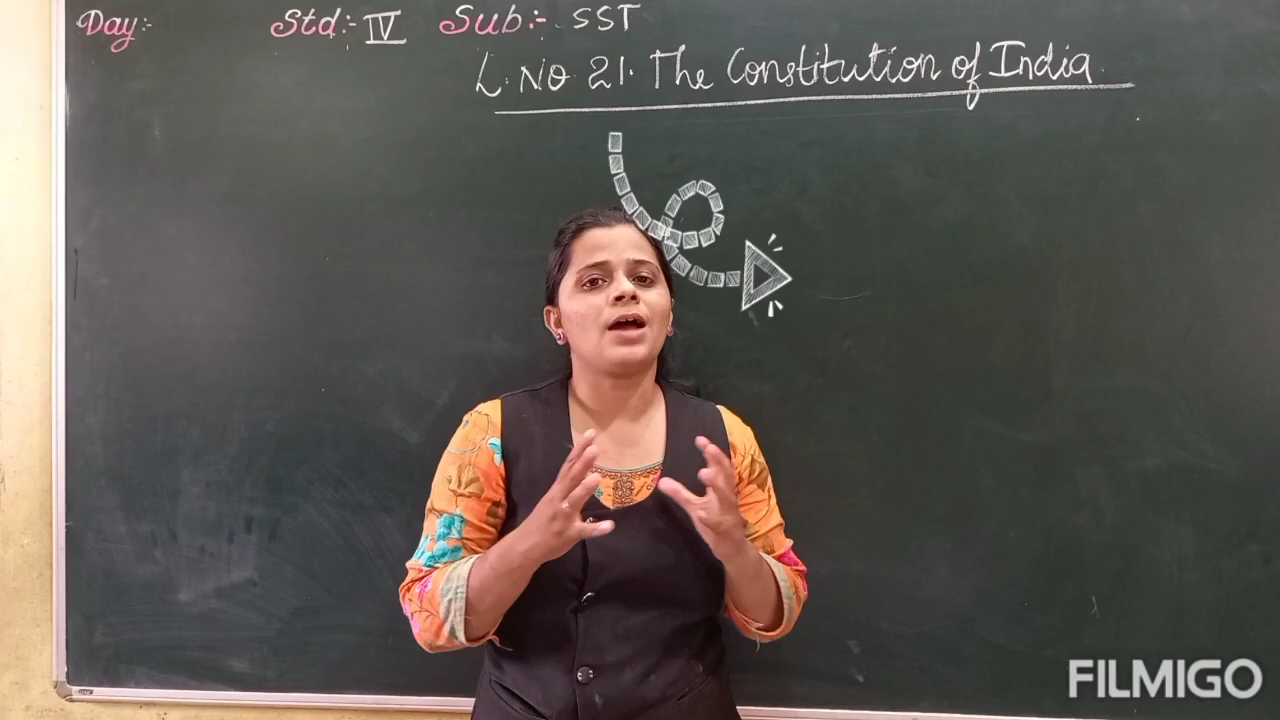 Day:- Std:- IV Sub:- SST
L. No 21. The Constitution of India
FILMIGO